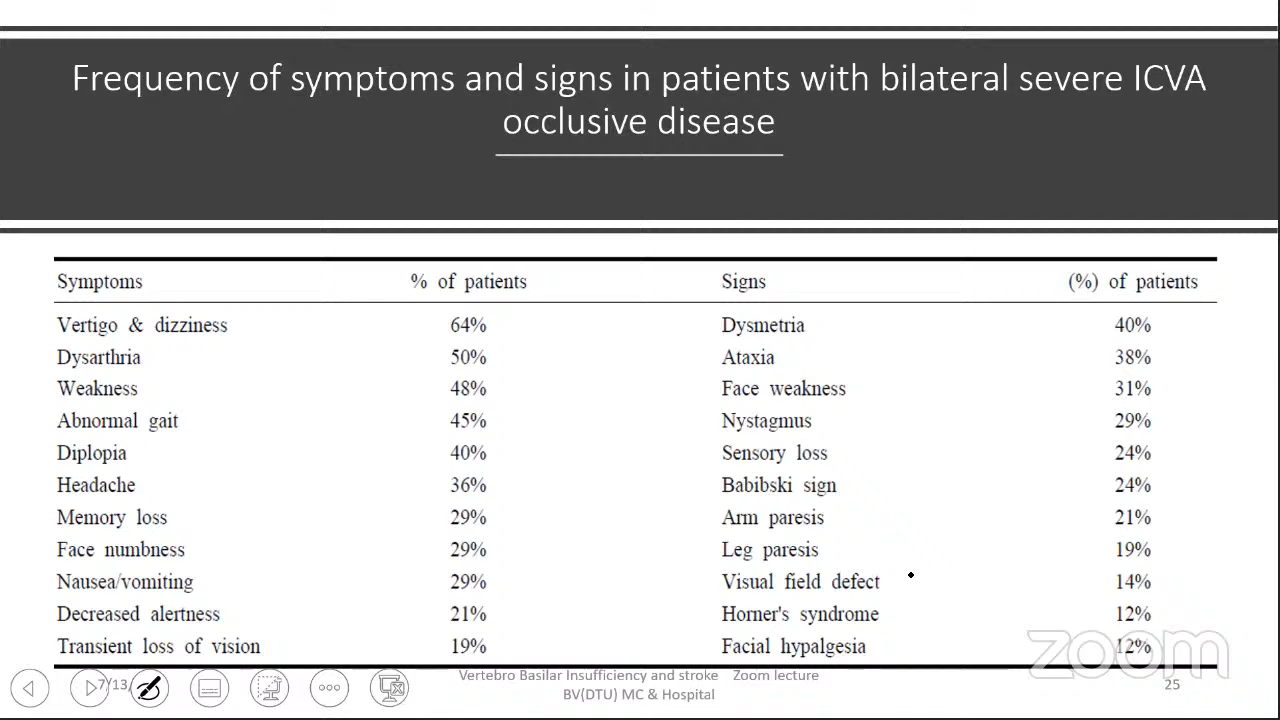 Frequency of symptoms and signs in patients with bilateral severe ICVA
occlusive disease
Symptoms % of patients Signs (%) of patients
Vertigo & dizziness 64% Dysmetria 40%
Dysarthria 50% Ataxia 38%
Weakness 48% Face weakness 31%
Abnormal gait 45% Nystagmus 29%
Diplopia 40% Sensory loss 24%
Headache 36% Babibski sign 24%
Memory loss 29% Arm paresis 21%
Face numbness 29% Leg paresis 19%
Nausea/vomiting 29% Visual field defect 14%
Decreased alertness 21% Horner's syndrome 12%
Transient loss of vision 19% Facial hypalgesia 12%
zoom
7/13/
Vertebro Basilar Insufficiency and stroke Zoom lecture
BV(DTU) MC & Hospital
25